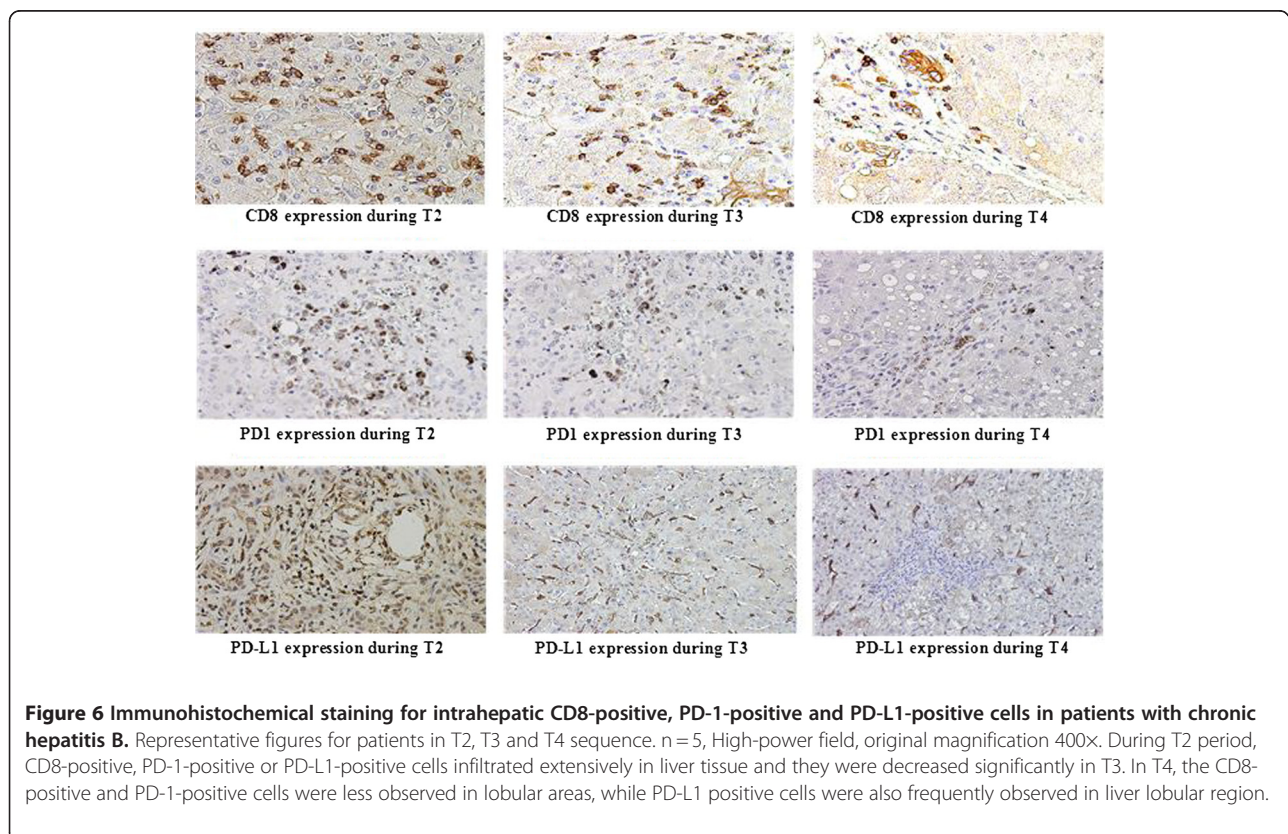 CD8 expression during T2
CD8 expression during T3
CD8 expression during T4
PD1 expression during T2
PD1 expression during T3
PD1 expression during T4
PD-L1 expression during T2
PD-L1 expression during T3
PD-L1 expression during T4
Figure 6 Immunohistochemical staining for intrahepatic CD8-positive, PD-1-positive and PD-L1-positive cells in patients with chronic
hepatitis B. Representative figures for patients in T2, T3 and T4 sequence. n = 5, High-power field, original magnification 400×. During T2 period,
CD8-positive, PD-1-positive or PD-L1-positive cells infiltrated extensively in liver tissue and they were decreased significantly in T3. In T4, the CD8-
positive and PD-1-positive cells were less observed in lobular areas, while PD-L1 positive cells were also frequently observed in liver lobular region.